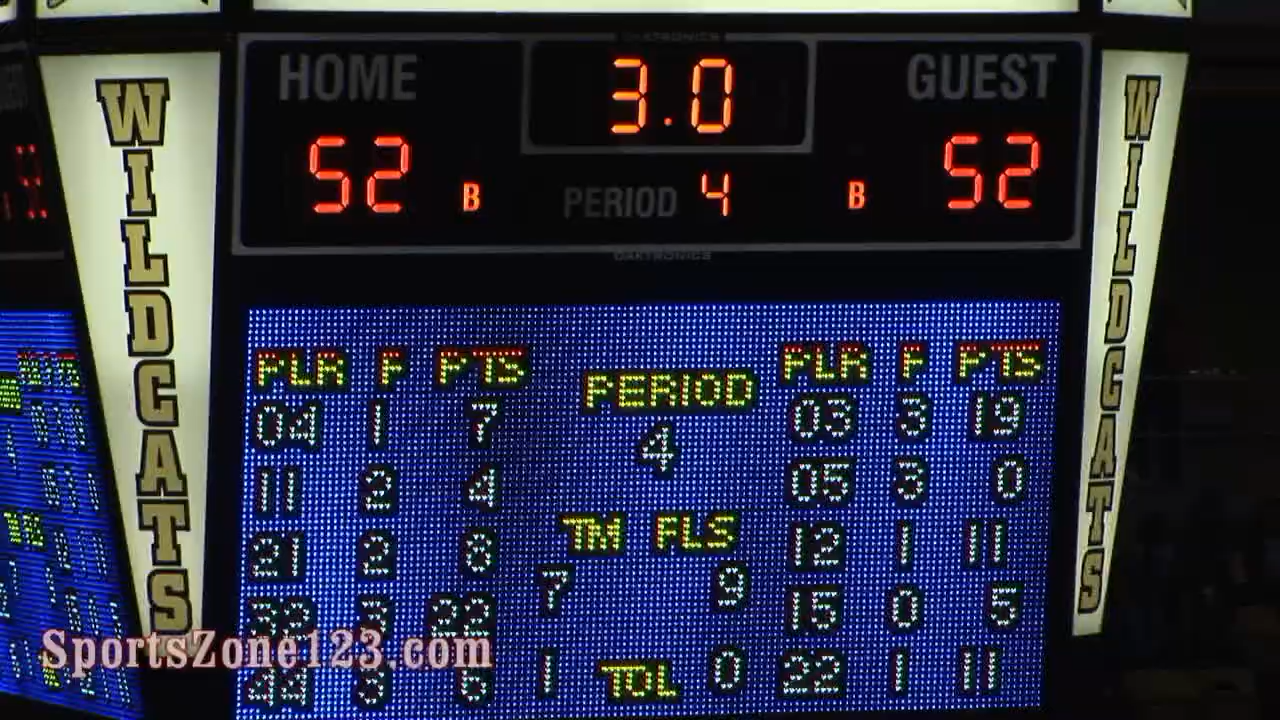 HOME 3.0 GUEST
52 B PERIOD 4 B 52
DAKTRONICS
WILDCATS
WILDCATS
PLR F PTS
04 1 7
11 2 4
21 2 8
33 3 22
44 3 6
PERIOD
4
TM FLS
7 9
1 TOL 0
PLR F PTS
03 3 19
05 3 0
12 1 11
15 0 5
22 1 11
SportsZone123.com